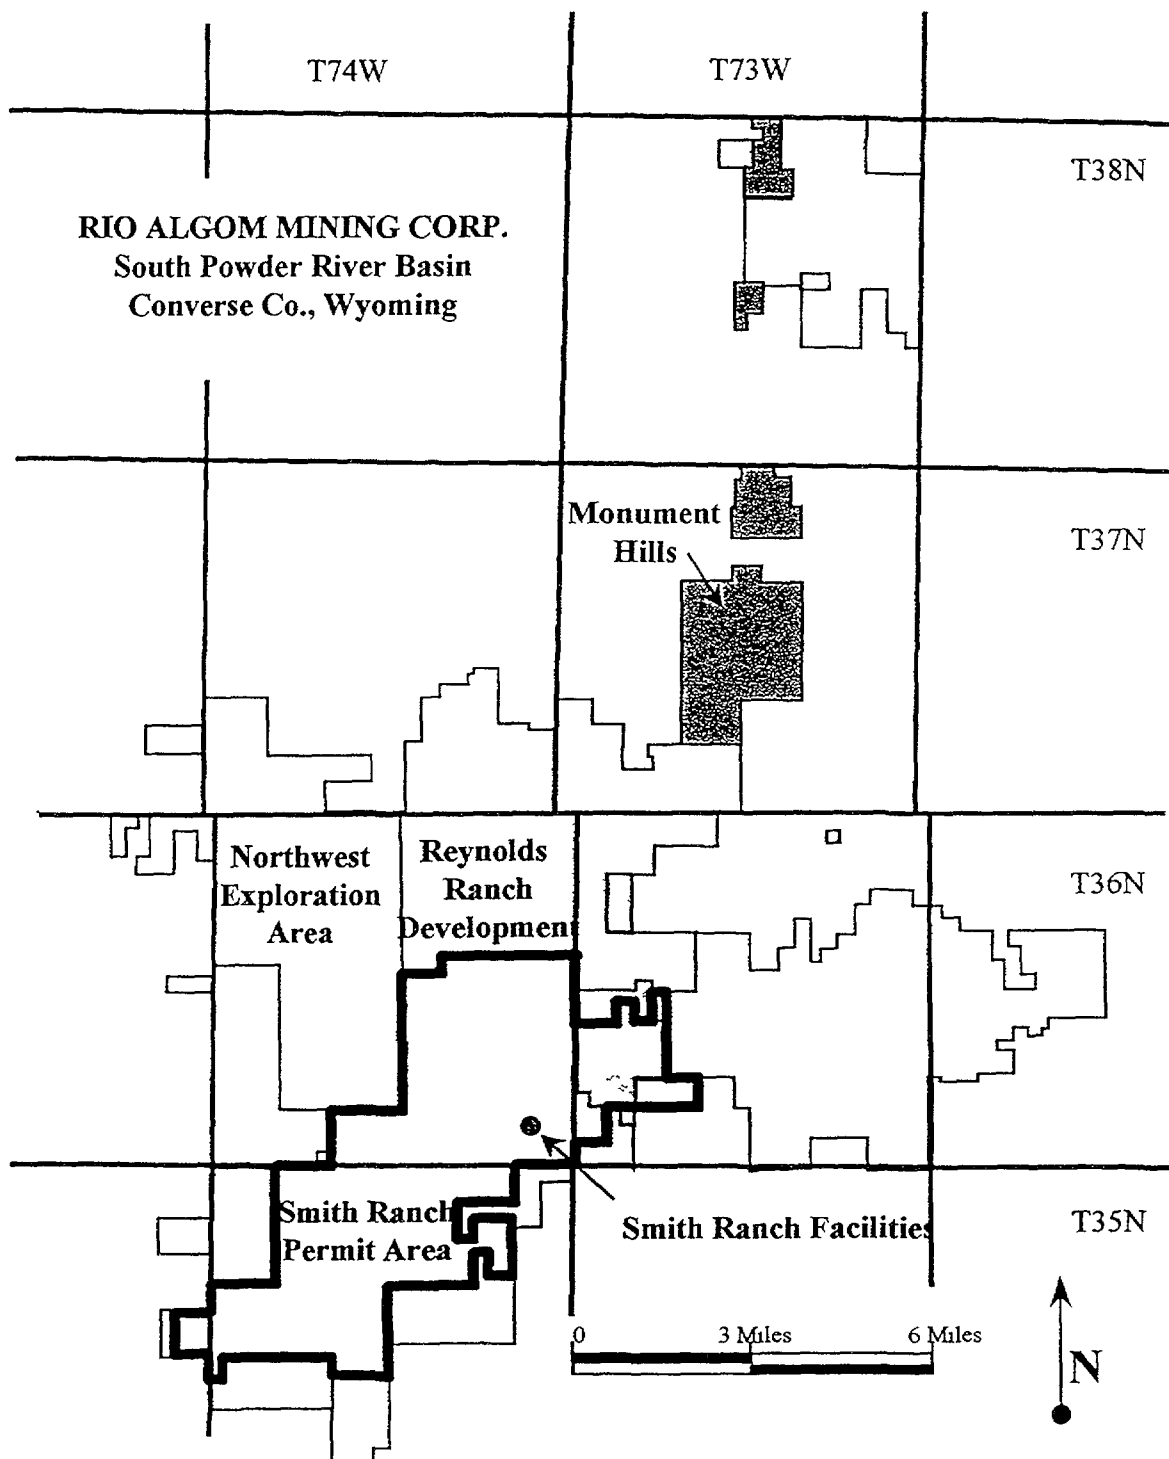 T74W
T73W
T38N
RIO ALGOM MINING CORP.
South Powder River Basin
Converse Co., Wyoming
Monument
Hills
T37N
Northwest
Exploration
Area
Reynolds
Ranch
Developmen
T36N
Smith Ranch
Permit Area
Smith Ranch Facilities
T35N
0 3 Miles 6 Miles
N